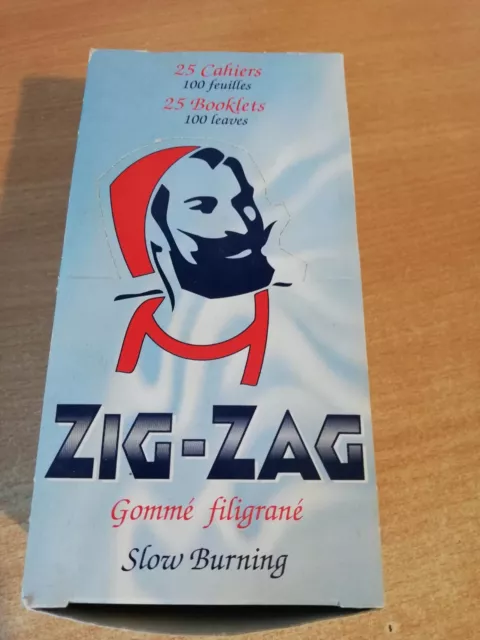 25 Cahiers
100 feuilles
25 Booklets
100 leaves
ZIG-ZAG
Gommé filigrané
Slow Burning